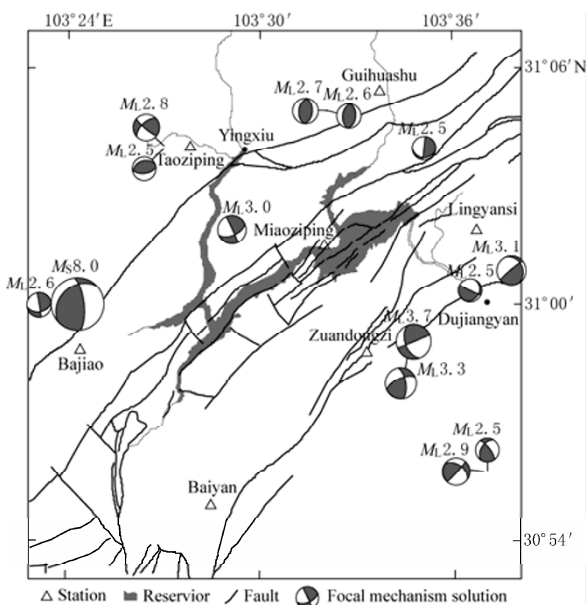 103°24′E 103°30′ 103°36′
31°06′N
Guihuashu
ML2.7 ML2.6
ML2.8
Yingxiu
ML2.5
ML2.5 Taoziping
ML3.0
Lingyansi
Miaoziping
ML3.1
MS8.0
ML2.6
ML2.5
31°00′
Dujiangyan
ML3.7
Zuandongzi
Bajiao
ML3.3
ML2.5
ML2.9
Baiyan
30°54′
Station Reservior Fault Focal mechanism solution